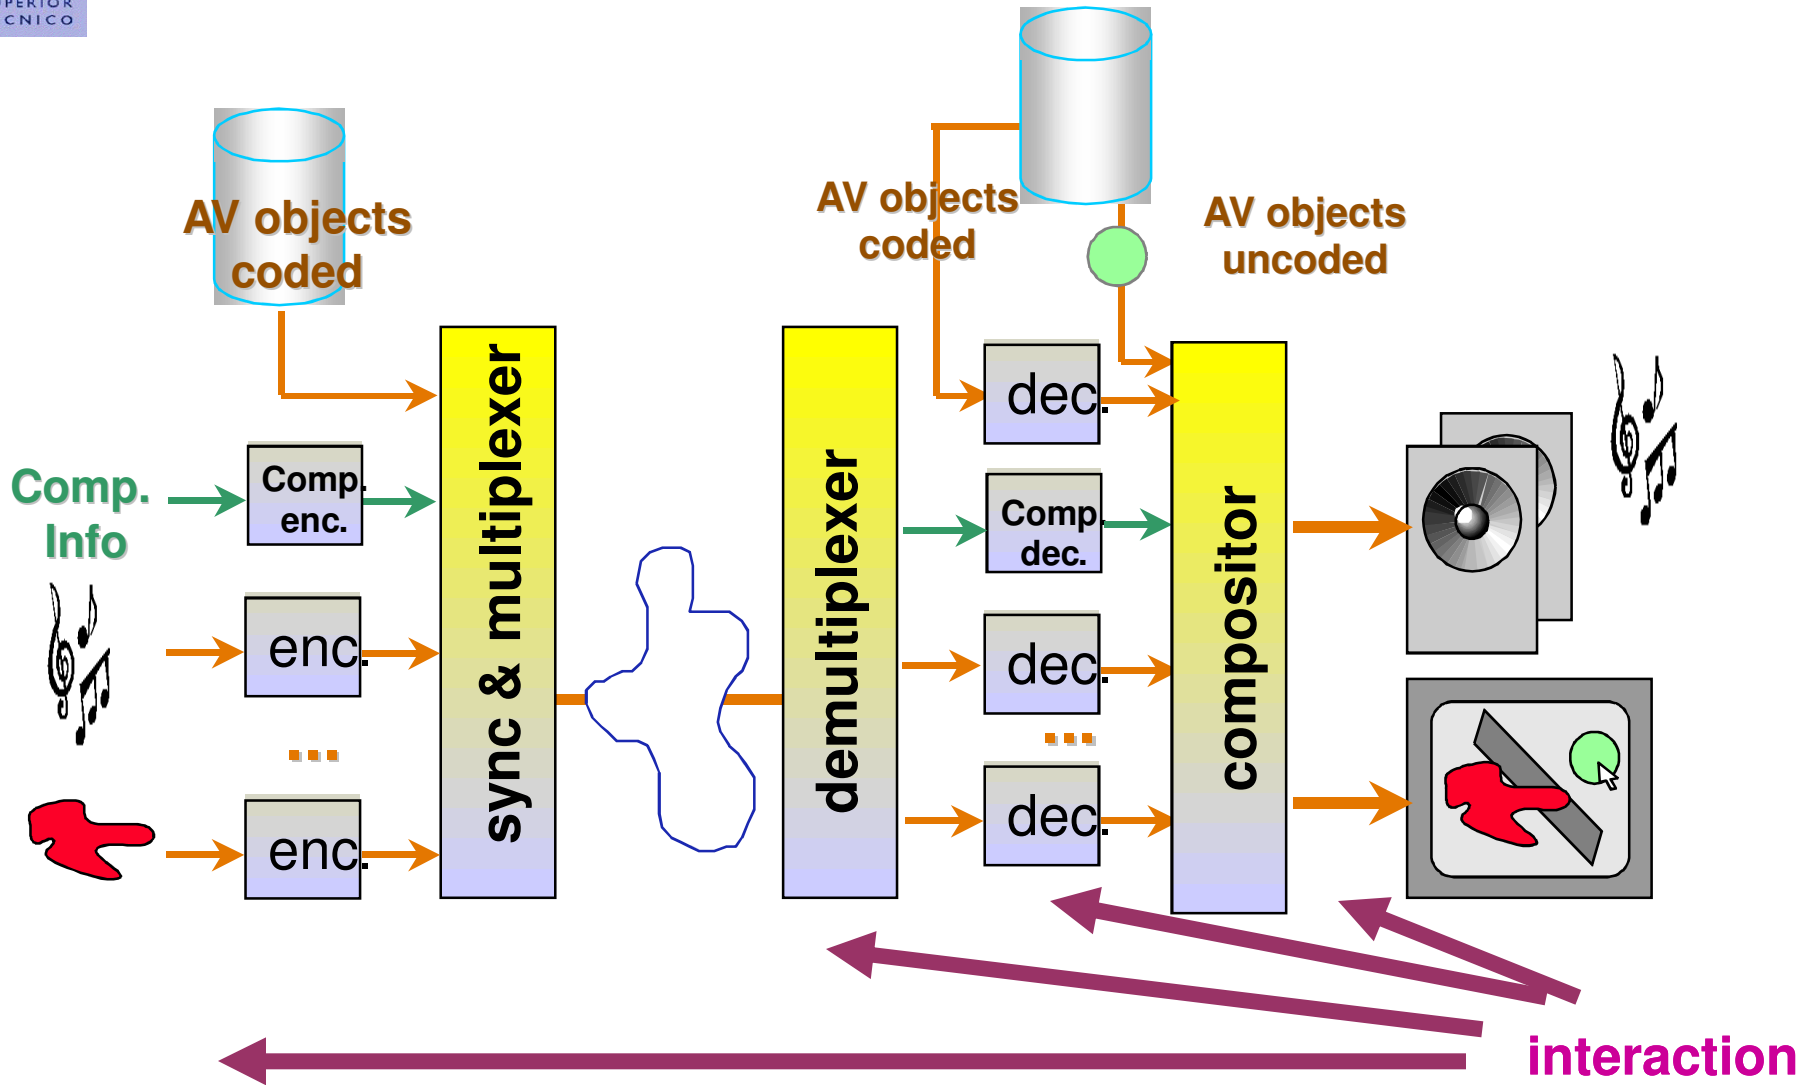 CNICO
AV objects
coded
AV objects
coded
AV objects
uncoded
sync & multiplexer
demultiplexer
compositor
dec.
Comp.
Info
Comp.
enc.
Comp.
dec.
enc.
dec.
...
...
enc.
dec.
interaction